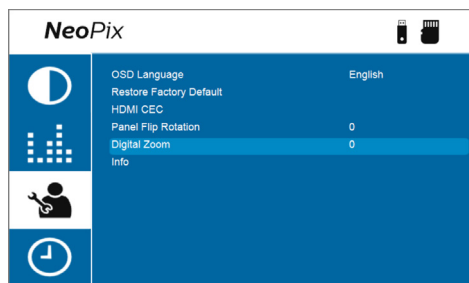 NeoPix
OSD Language English
Restore Factory Default
HDMI CEC
Panel Flip Rotation 0
Digital Zoom 0
Info